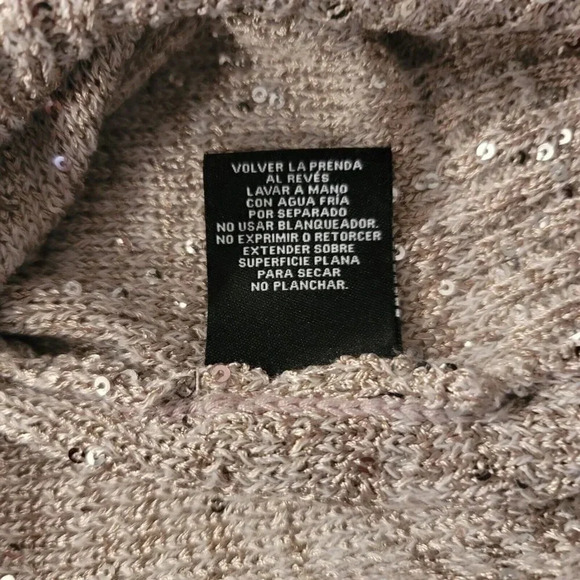 VOLVER LA PRENDA
AL REVÉS
LAVAR A MANO
CON AGUA FRÍA
POR SEPARADO
NO USAR BLANQUEADOR.
NO EXPRIMIR O RETORCER
EXTENDER SOBRE
SUPERFICIE PLANA
PARA SECAR
NO PLANCHAR.